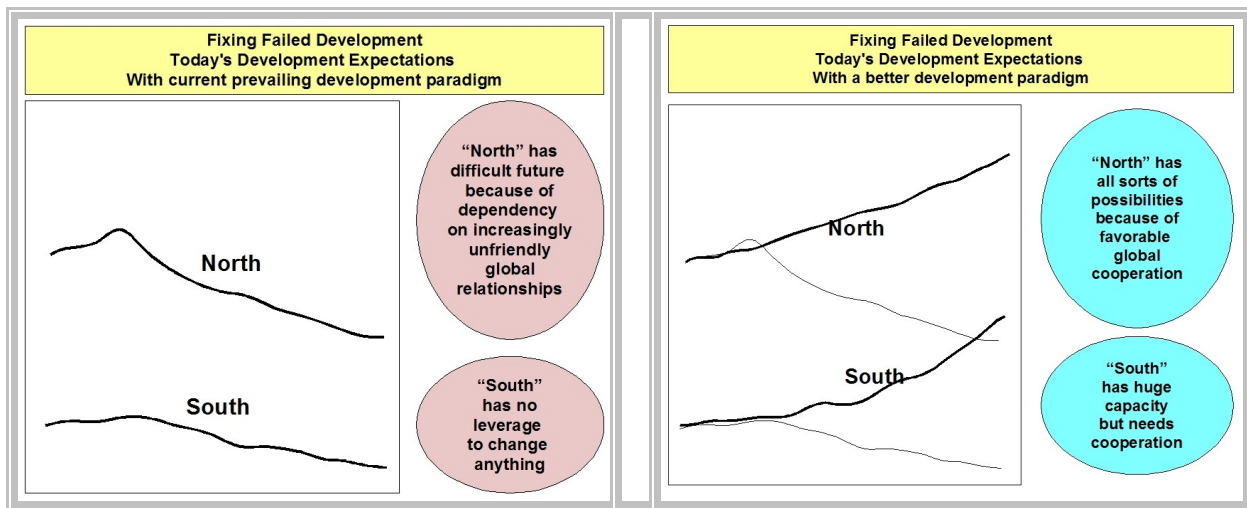 Fixing Failed Development
Today's Development Expectations
With current prevailing development paradigm
North
South
“North” has
difficult future
because of
dependency
on increasingly
unfriendly
global
relationships
“South”
has no
leverage
to change
anything
Fixing Failed Development
Today's Development Expectations
With a better development paradigm
North
South
“North” has
all sorts of
possibilities
because of
favorable
global
cooperation
“South”
has huge
capacity
but needs
cooperation